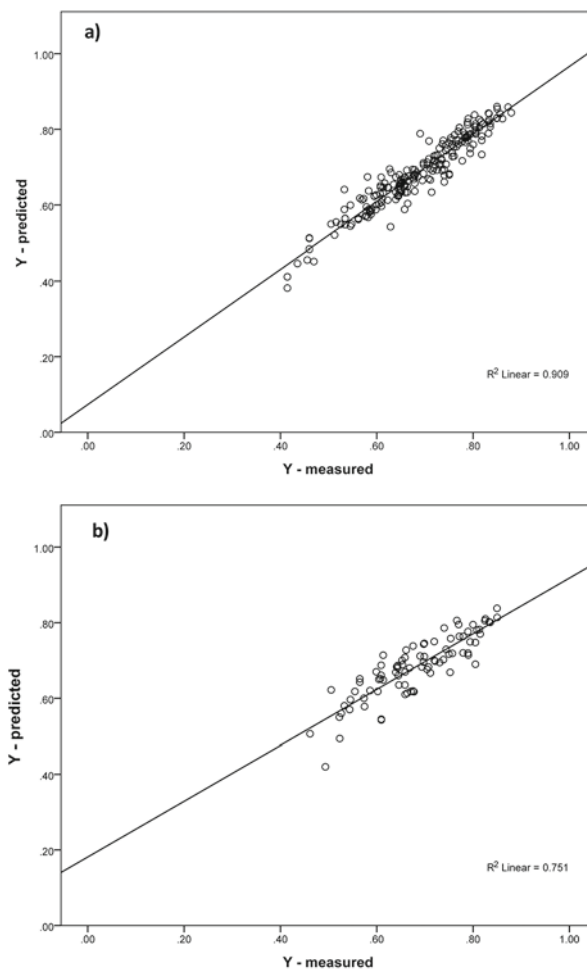 a)
1.00
.80
.60
.40
.20
.00
Y - predicted
R² Linear = 0.909
.00 .20 .40 .60 .80 1.00
Y - measured
b)
1.00
.80
.60
.40
.20
.00
Y - predicted
R² Linear = 0.751
.00 .20 .40 .60 .80 1.00
Y - measured